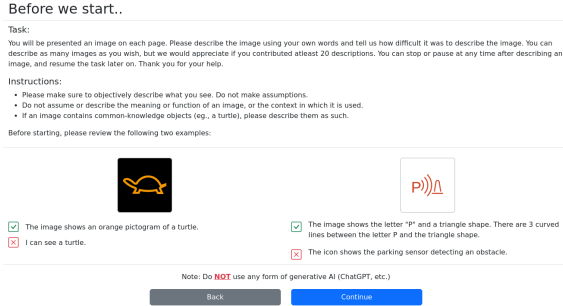 Before we start..
Task:
You will be presented an image on each page. Please describe the image using your own words and tell us how difficult it was to describe the image. You can
describe as many images as you wish, but we would appreciate if you contributed atleast 20 descriptions. You can stop or pause at any time after describing an
image, and resume the task later on. Thank you for your help.
Instructions:
• Please make sure to objectively describe what you see. Do not make assumptions.
• Do not assume or describe the meaning or function of an image, or the context in which it is used.
• If an image contains common-knowledge objects (eg., a turtle), please describe them as such.
Before starting, please review the following two examples:
P
The image shows an orange pictogram of a turtle.
I can see a turtle.
The image shows the letter "P" and a triangle shape. There are 3 curved
lines between the letter P and the triangle shape.
The icon shows the parking sensor detecting an obstacle.
Note: Do NOT use any form of generative AI (ChatGPT, etc.)
Back
Continue